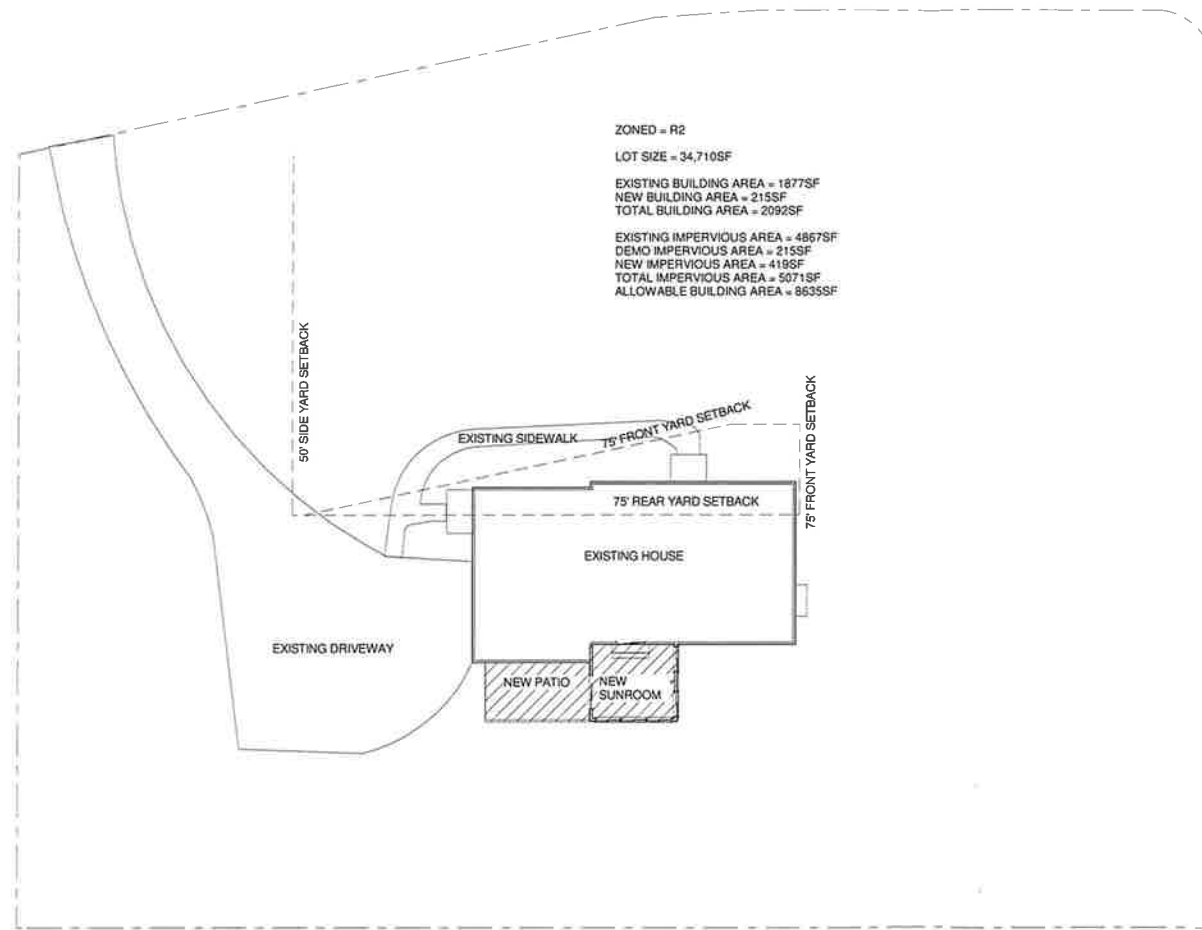 ZONED = R2
LOT SIZE = 34,710SF
EXISTING BUILDING AREA = 1877SF
NEW BUILDING AREA = 215SF
TOTAL BUILDING AREA = 2092SF
EXISTING IMPERVIOUS AREA = 4867SF
DEMO IMPERVIOUS AREA = 215SF
NEW IMPERVIOUS AREA = 419SF
TOTAL IMPERVIOUS AREA = 5071SF
ALLOWABLE BUILDING AREA = 8635SF
50' SIDE YARD SETBACK
EXISTING SIDEWALK
75' FRONT YARD SETBACK
75' FRONT YARD SETBACK
75' REAR YARD SETBACK
EXISTING HOUSE
EXISTING DRIVEWAY
NEW PATIO
NEW
SUNROOM